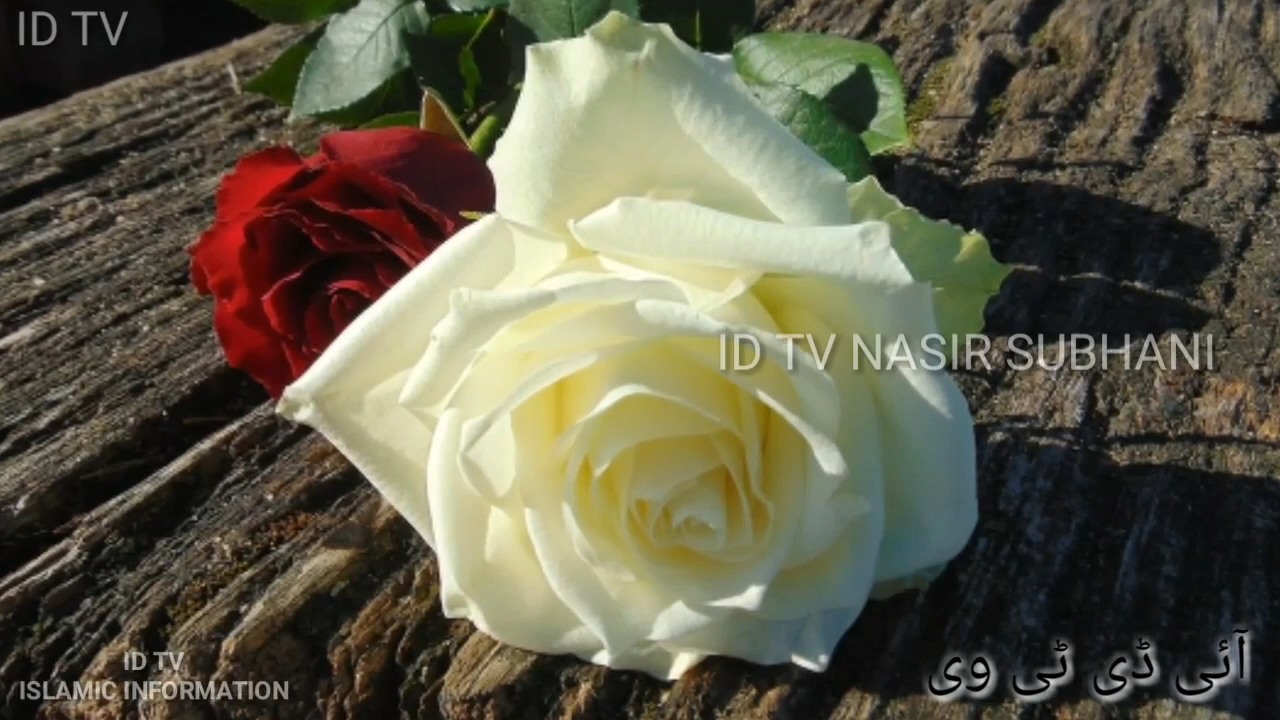 ID TV
ID TV NASIR SUBHANI
ID TV
ISLAMIC INFORMATION
آئی ڈی ٹی وی